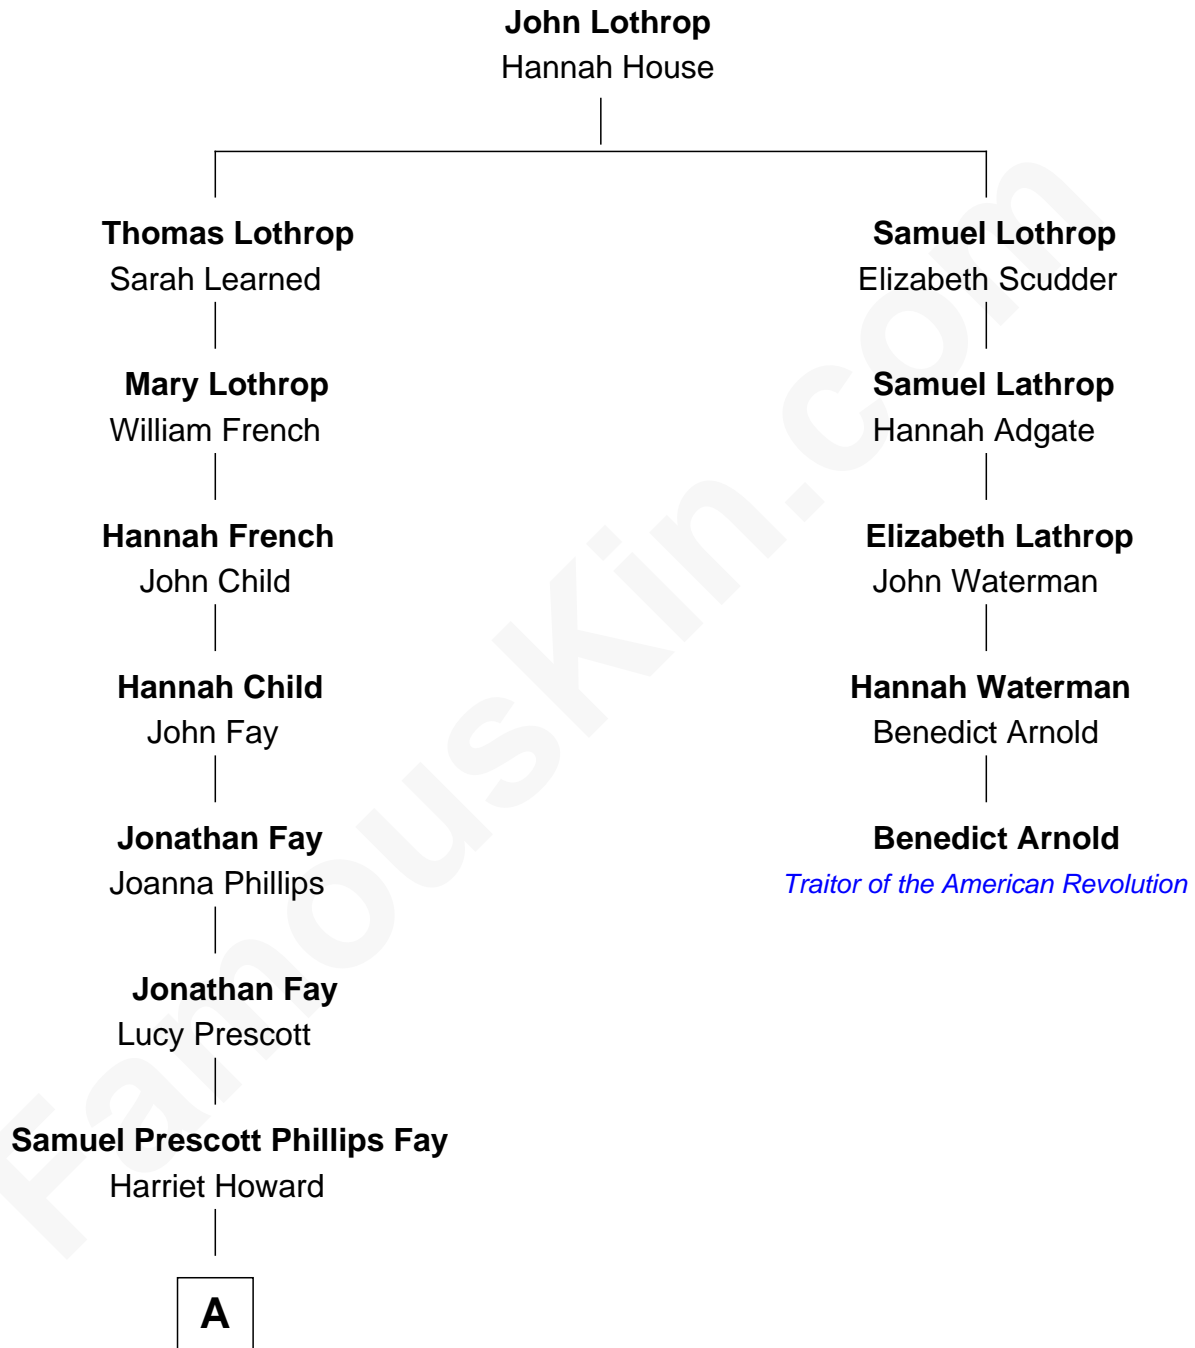 John Lothrop
Hannah House
Thomas Lothrop
Sarah Learned
Samuel Lothrop
Elizabeth Scudder
Mary Lothrop
William French
Samuel Lathrop
Hannah Adgate
Hannah French
John Child
Elizabeth Lathrop
John Waterman
Hannah Child
John Fay
Hannah Waterman
Benedict Arnold
Jonathan Fay
Joanna Phillips
Benedict Arnold
Traitor of the American Revolution
Jonathan Fay
Lucy Prescott
Samuel Prescott Phillips Fay
Harriet Howard
A
FamousKin.com